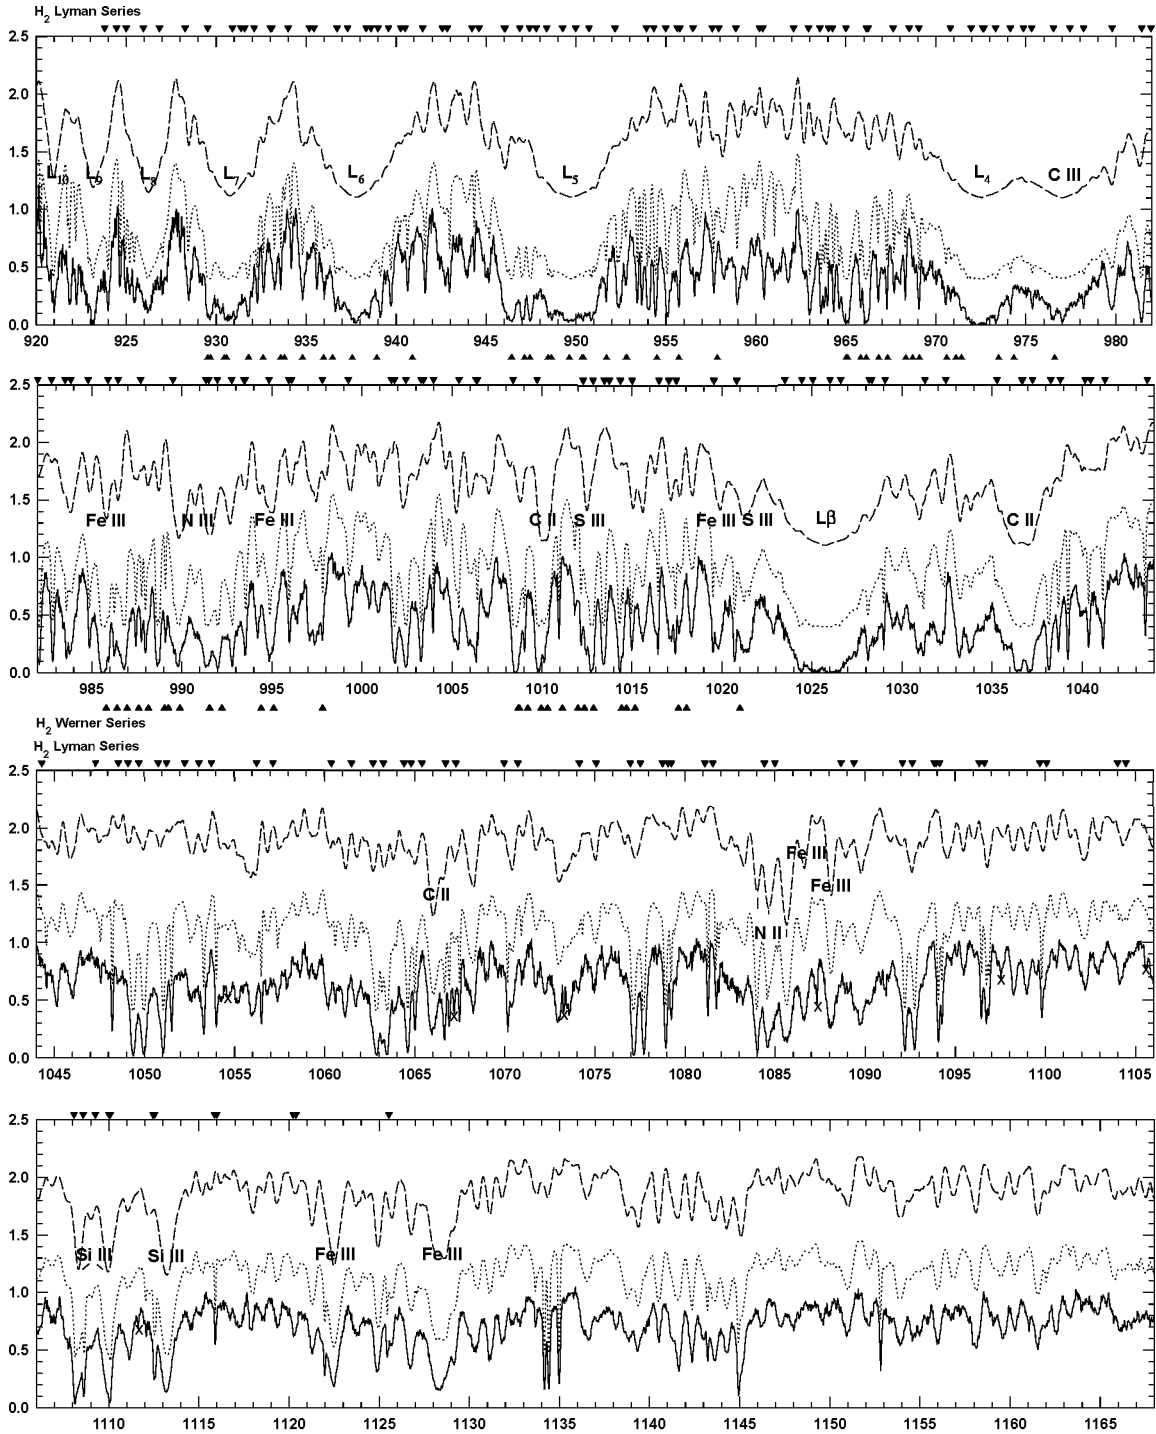 H2 Lyman Series
2.5
2.0
1.5
1.0
0.5
0.0
L10 L9 L8 L7 L6 L5 L4 C III
920 925 930 935 940 945 950 955 960 965 970 975 980
2.5
2.0
1.5
1.0
0.5
0.0
Fe III N III Fe III C II S III Fe III S III Lβ C II
985 990 995 1000 1005 1010 1015 1020 1025 1030 1035 1040
H2 Werner Series
H2 Lyman Series
2.5
2.0
1.5
1.0
0.5
0.0
C II N II Fe III Fe III
X X X X X X
1045 1050 1055 1060 1065 1070 1075 1080 1085 1090 1095 1100 1105
2.5
2.0
1.5
1.0
0.5
0.0
Si III Si III Fe III Fe III
X
1110 1115 1120 1125 1130 1135 1140 1145 1150 1155 1160 1165